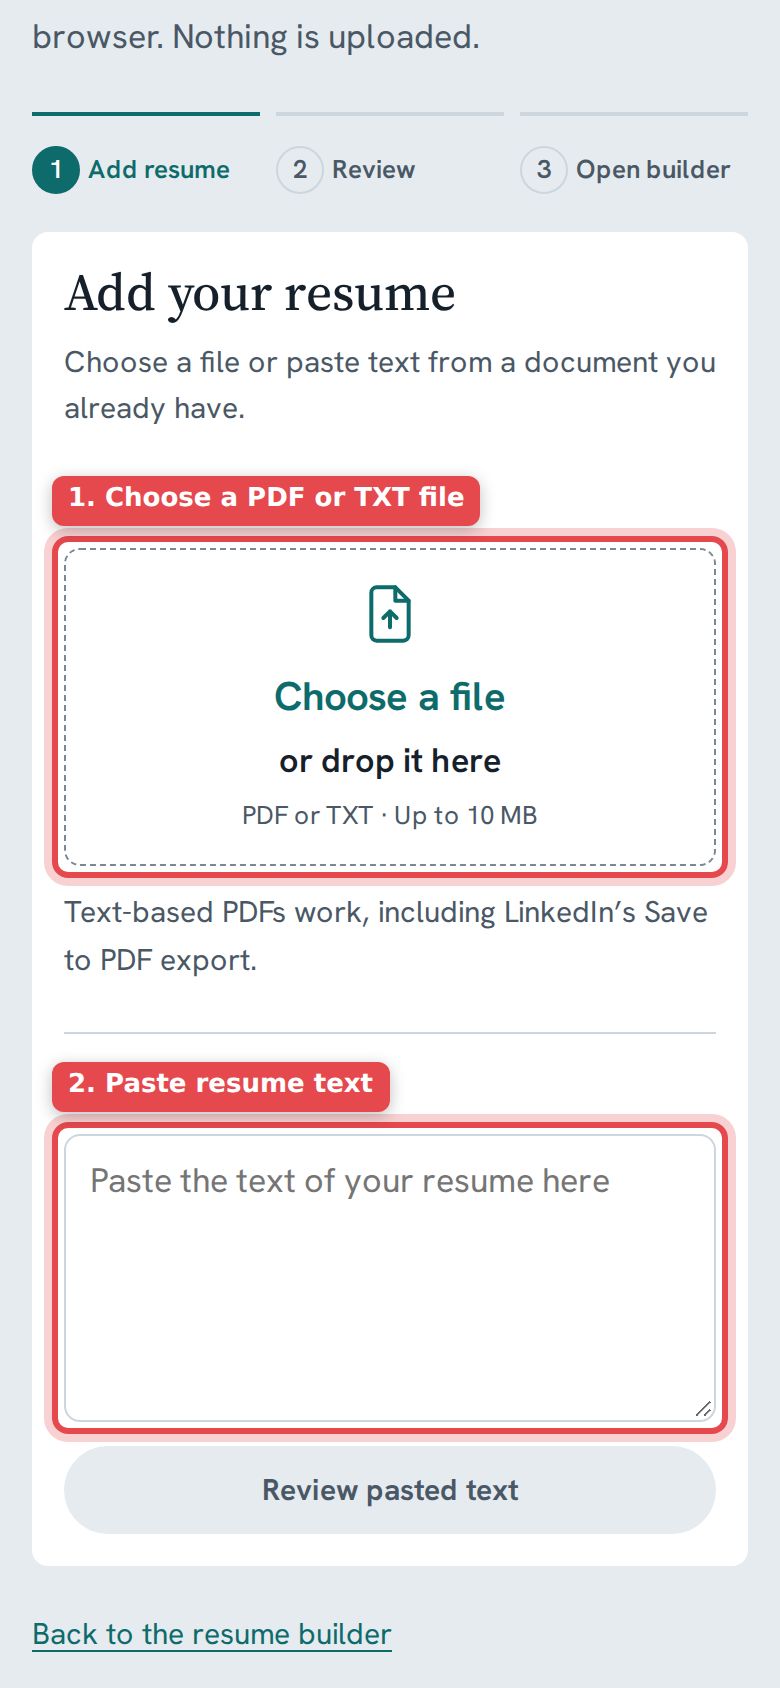 browser. Nothing is uploaded.
1 Add resume
2 Review
3 Open builder
Add your resume
Choose a file or paste text from a document you
already have.
1. Choose a PDF or TXT file
Choose a file
or drop it here
PDF or TXT · Up to 10 MB
Text-based PDFs work, including LinkedIn’s Save
to PDF export.
2. Paste resume text
Paste the text of your resume here
Review pasted text
Back to the resume builder